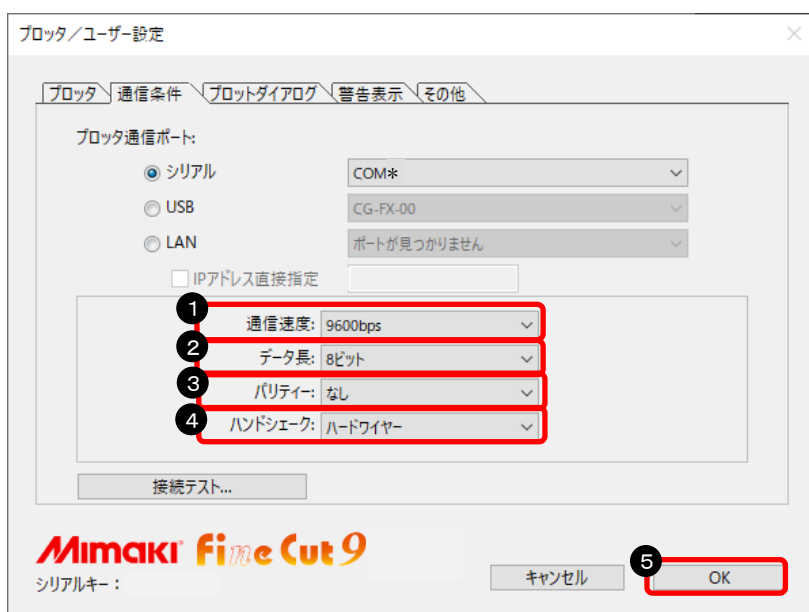 プロッタ／ユーザー設定
プロッタ 通信条件 プロットダイアログ 警告表示 その他
プロッタ通信ポート:
シリアル COM*
USB CG-FX-00
LAN ポートが見つかりません
IPアドレス直接指定
1 通信速度: 9600bps
2 データ長: 8ビット
3 パリティー: なし
4 ハンドシェーク: ハードワイヤー
接続テスト...
Mimaki Fine Cut 9
シリアルキー：
キャンセル 5 OK